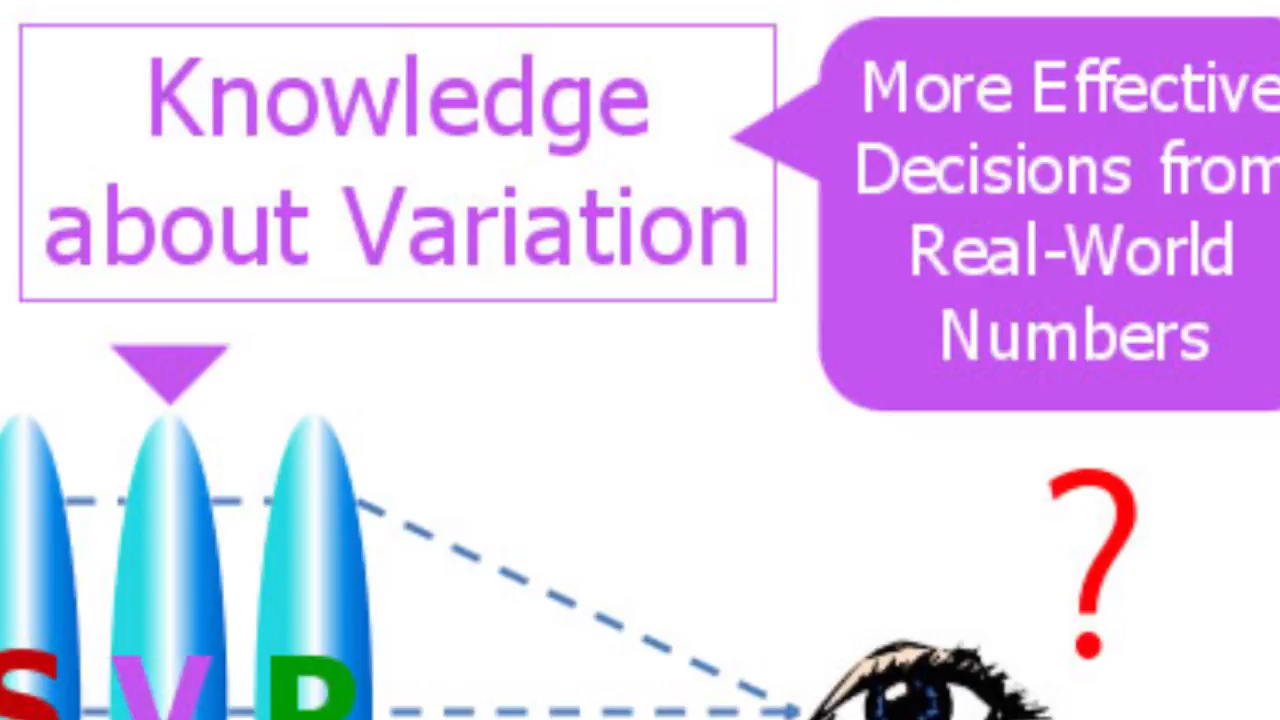 Knowledge
about Variation
More Effective
Decisions from
Real-World
Numbers
?
S V P